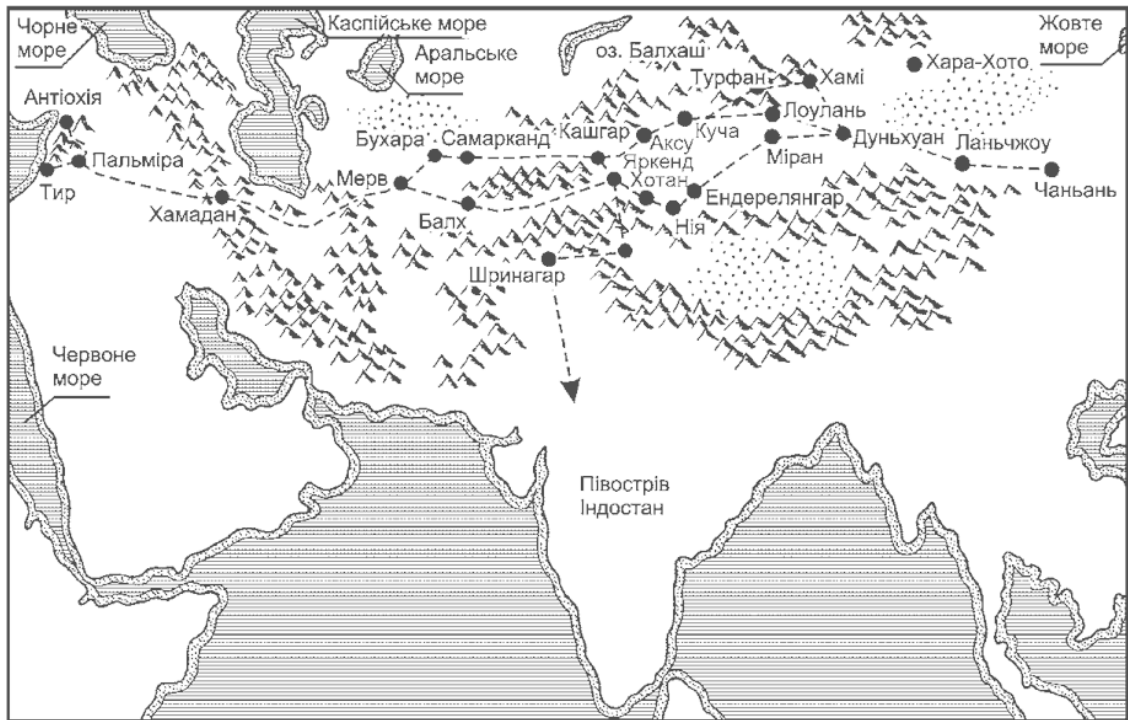 Чорне
море
Каспійське море
Аральське
море
оз. Балхаш
Жовте
море
Турфан
Хамі
Хара-Хото
Антіохія
Лоулань
Бухара
Самарканд
Кашгар
Аксу
Куча
Дуньхуан
Ланьчжоу
Пальміра
Яркенд
Міран
Тир
Мерв
Хотан
Чаньань
Хамадан
Балх
Ендерелянгар
Нія
Шринагар
Червоне
море
Півострів
Індостан